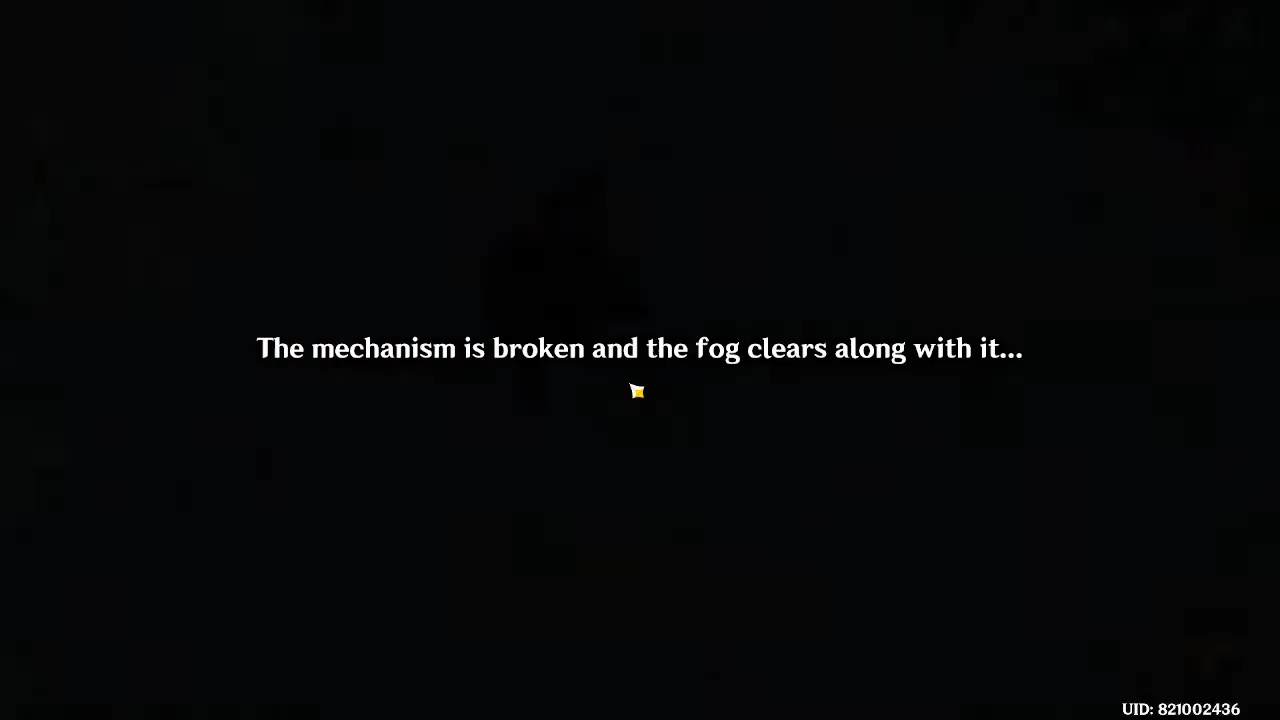 The mechanism is broken and the fog clears along with it...
UID: 821002436